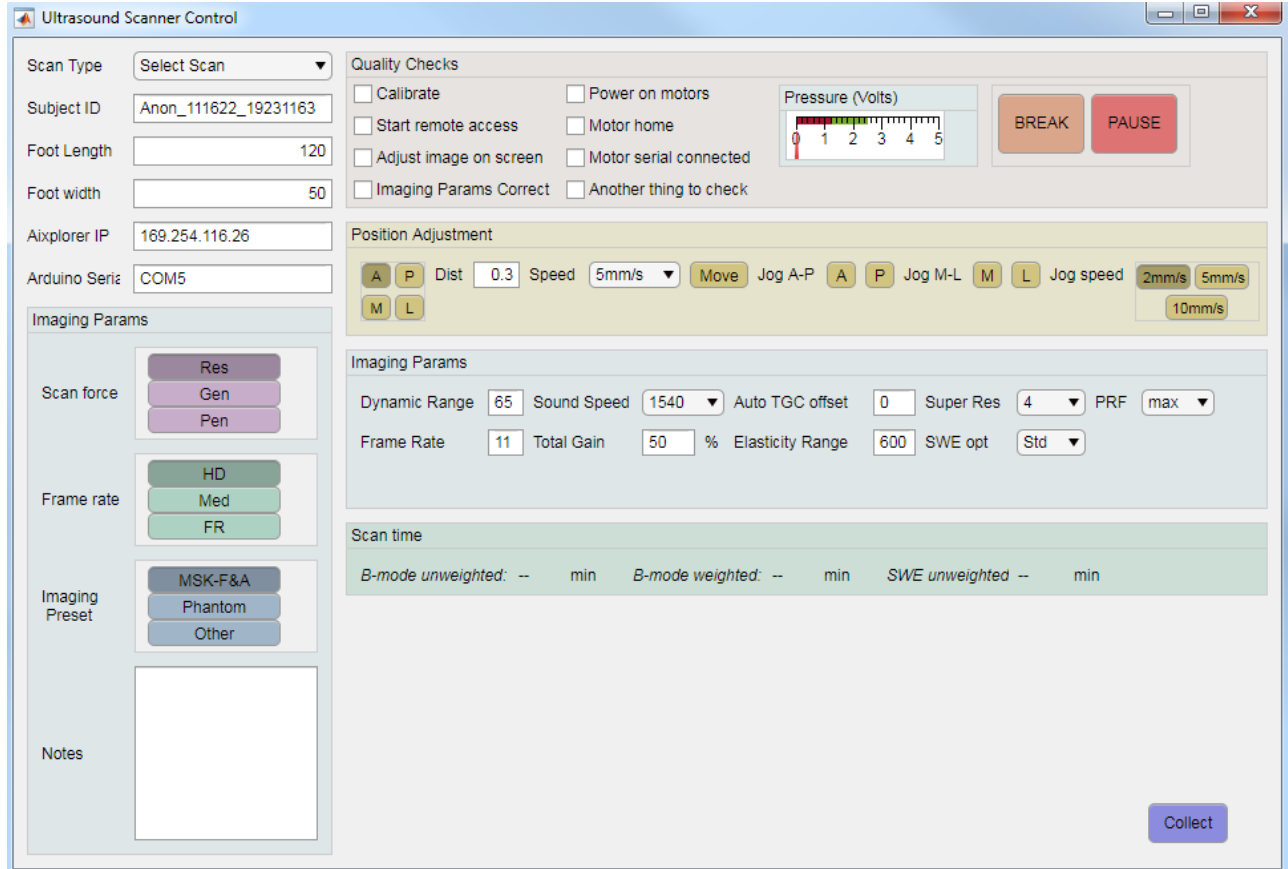 Ultrasound Scanner Control
Scan Type Select Scan
Subject ID Anon_111622_19231163
Foot Length 120
Foot width 50
Aixplorer IP 169.254.116.26
Arduino Seria COM5
Imaging Params
Scan force
Res
Gen
Pen
Frame rate
HD
Med
FR
Imaging
Preset
MSK-F&A
Phantom
Other
Notes
Quality Checks
Calibrate Power on motors
Start remote access Motor home
Adjust image on screen Motor serial connected
Imaging Params Correct Another thing to check
Pressure (Volts)
0 1 2 3 4 5
BREAK PAUSE
Position Adjustment
A P Dist 0.3 Speed 5mm/s Move Jog A-P A P Jog M-L M L Jog speed 2mm/s 5mm/s
M L 10mm/s
Imaging Params
Dynamic Range 65 Sound Speed 1540 Auto TGC offset 0 Super Res 4 PRF max
Frame Rate 11 Total Gain 50 % Elasticity Range 600 SWE opt Std
Scan time
B-mode unweighted: -- min B-mode weighted: -- min SWE unweighted -- min
Collect